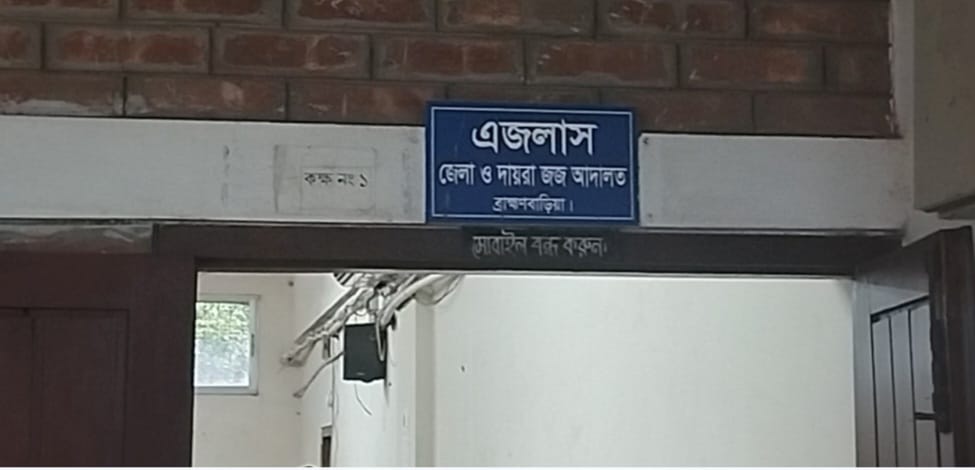 এজলাস
জেলা ও দায়রা জজ আদালত
ব্রাহ্মণবাড়িয়া।
কক্ষ নং ১
মোবাইল বন্ধ করুন।